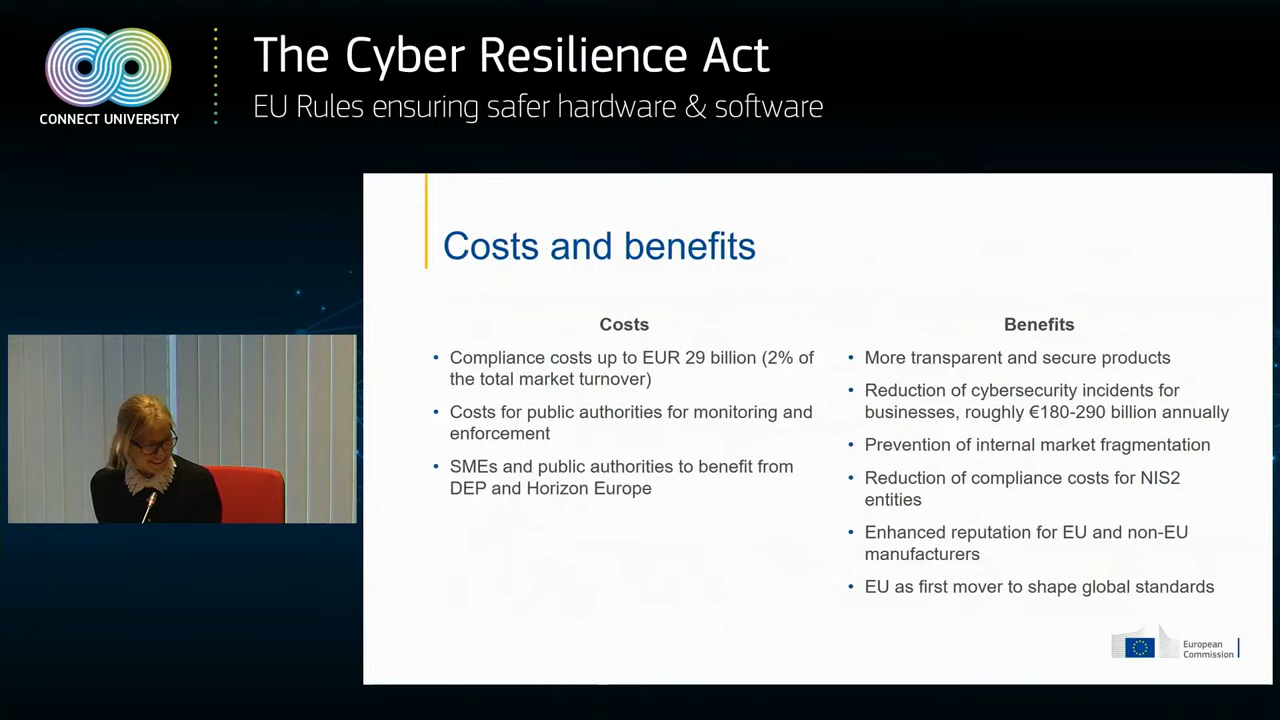 The Cyber Resilience Act
EU Rules ensuring safer hardware & software
CONNECT UNIVERSITY
Costs and benefits
Costs
• Compliance costs up to EUR 29 billion (2% of
the total market turnover)
• Costs for public authorities for monitoring and
enforcement
• SMEs and public authorities to benefit from
DEP and Horizon Europe
Benefits
• More transparent and secure products
• Reduction of cybersecurity incidents for
businesses, roughly €180-290 billion annually
• Prevention of internal market fragmentation
• Reduction of compliance costs for NIS2
entities
• Enhanced reputation for EU and non-EU
manufacturers
• EU as first mover to shape global standards
European
Commission